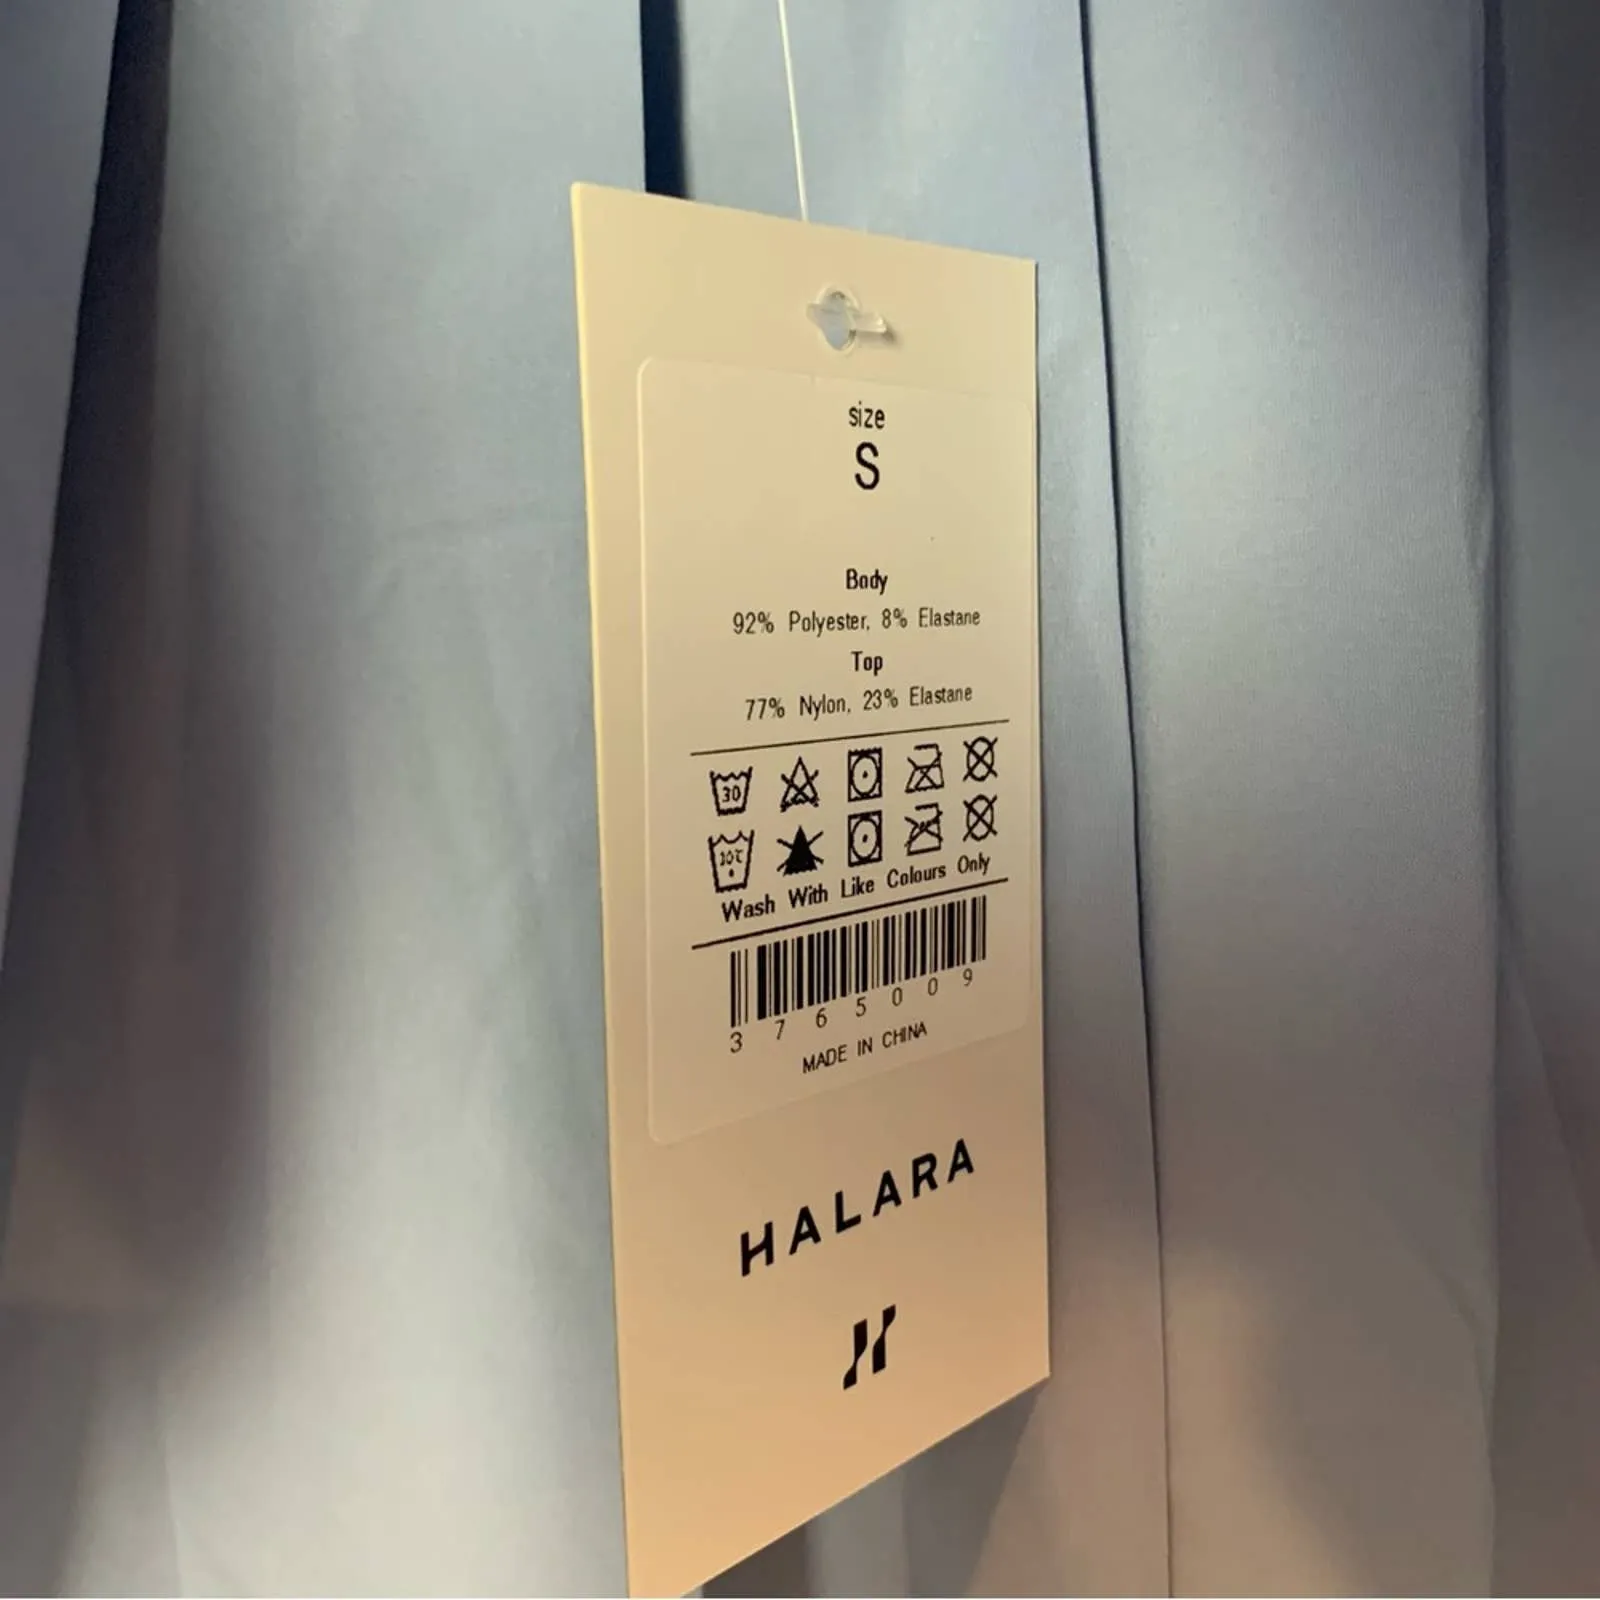 size
S
Body
92% Polyester, 8% Elastane
Top
77% Nylon, 23% Elastane
30
30℃
Wash With Like Colours Only
3 7 6 5 0 0 9
MADE IN CHINA
HALARA